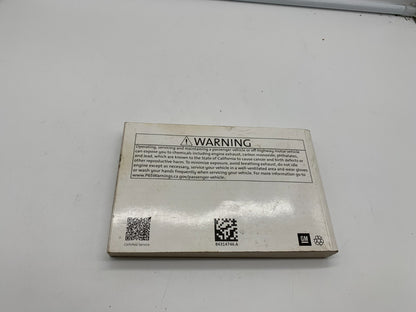 ⚠ WARNING
Operating, servicing and maintaining a passenger vehicle or off-highway motor vehicle
can expose you to chemicals including engine exhaust, carbon monoxide, phthalates,
and lead, which are known to the State of California to cause cancer and birth defects or
other reproductive harm. To minimize exposure, avoid breathing exhaust, do not idle
engine except as necessary, service your vehicle in a well-ventilated area and wear gloves
or wash your hands frequently when servicing your vehicle. For more information go to
www.P65Warnings.ca.gov/passenger-vehicle.
Certified Service
84314746 A
GM